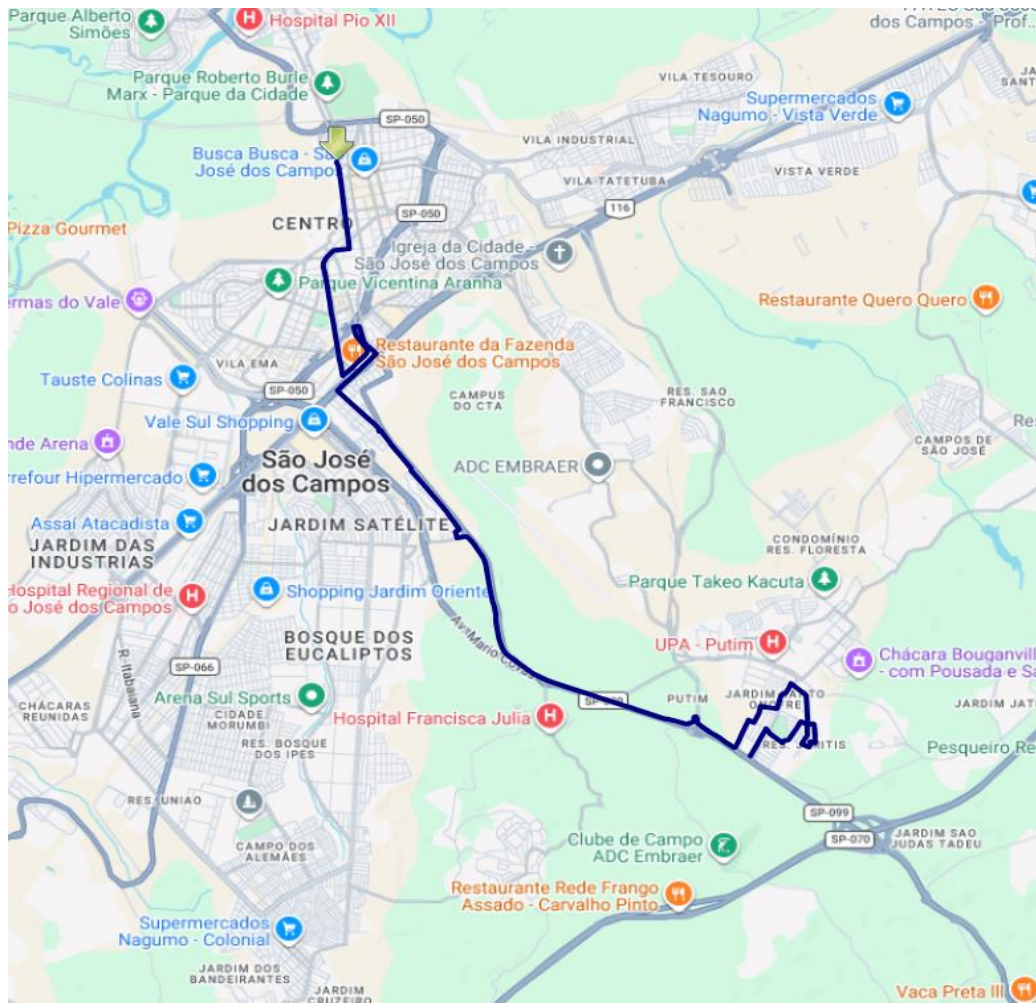 Parque Alberto
Simões
Hospital Pio XII
dos Campos - Prof...
Parque Roberto Burle
Marx - Parque da Cidade
VILA TESOURO
Supermercados
Nagumo - Vista Verde
SP-050
VILA INDUSTRIAL
Busca Busca - São
José dos Campos
VILA TATETUBA
VISTA VERDE
SP-050
116
CENTRO
Pizza Gourmet
Igreja da Cidade -
São José dos Campos
Parque Vicentina Aranha
ermas do Vale
Restaurante Quero Quero
Restaurante da Fazenda
São José dos Campos
VILA EMA
Tauste Colinas
SP-050
CAMPUS
DO CTA
RES. SAO
FRANCISCO
Vale Sul Shopping
nde Arena
CAMPOS DE
SÃO JOSÉ
São José
dos Campos
ADC EMBRAER
rrefour Hipermercado
Assaí Atacadista
JARDIM SATÉLITE
JARDIM DAS
INDUSTRIAS
CONDOMÍNIO
RES. FLORESTA
Parque Takeo Kacuta
Hospital Regional de
o José dos Campos
Shopping Jardim Oriente
BOSQUE DOS
EUCALIPTOS
Av. Mario Covas
UPA - Putim
Chácara Bouganvill
- com Pousada e Sa
R. Itabaiana
SP-066
Arena Sul Sports
PUTIM
CHÁCARAS
REUNIDAS
CIDADE
MORUMBI
Hospital Francisca Julia
RES. BOSQUE
DOS IPES
Pesqueiro Re
RES. UNIAO
SP-099
SP-070
JARDIM SAO
JUDAS TADEU
CAMPO DOS
ALEMÃES
Clube de Campo
ADC Embraer
Restaurante Rede Frango
Assado - Carvalho Pinto
Supermercados
Nagumo - Colonial
JARDIM DOS
BANDEIRANTES
JARDIM
CRUZEIRO
Vaca Preta III